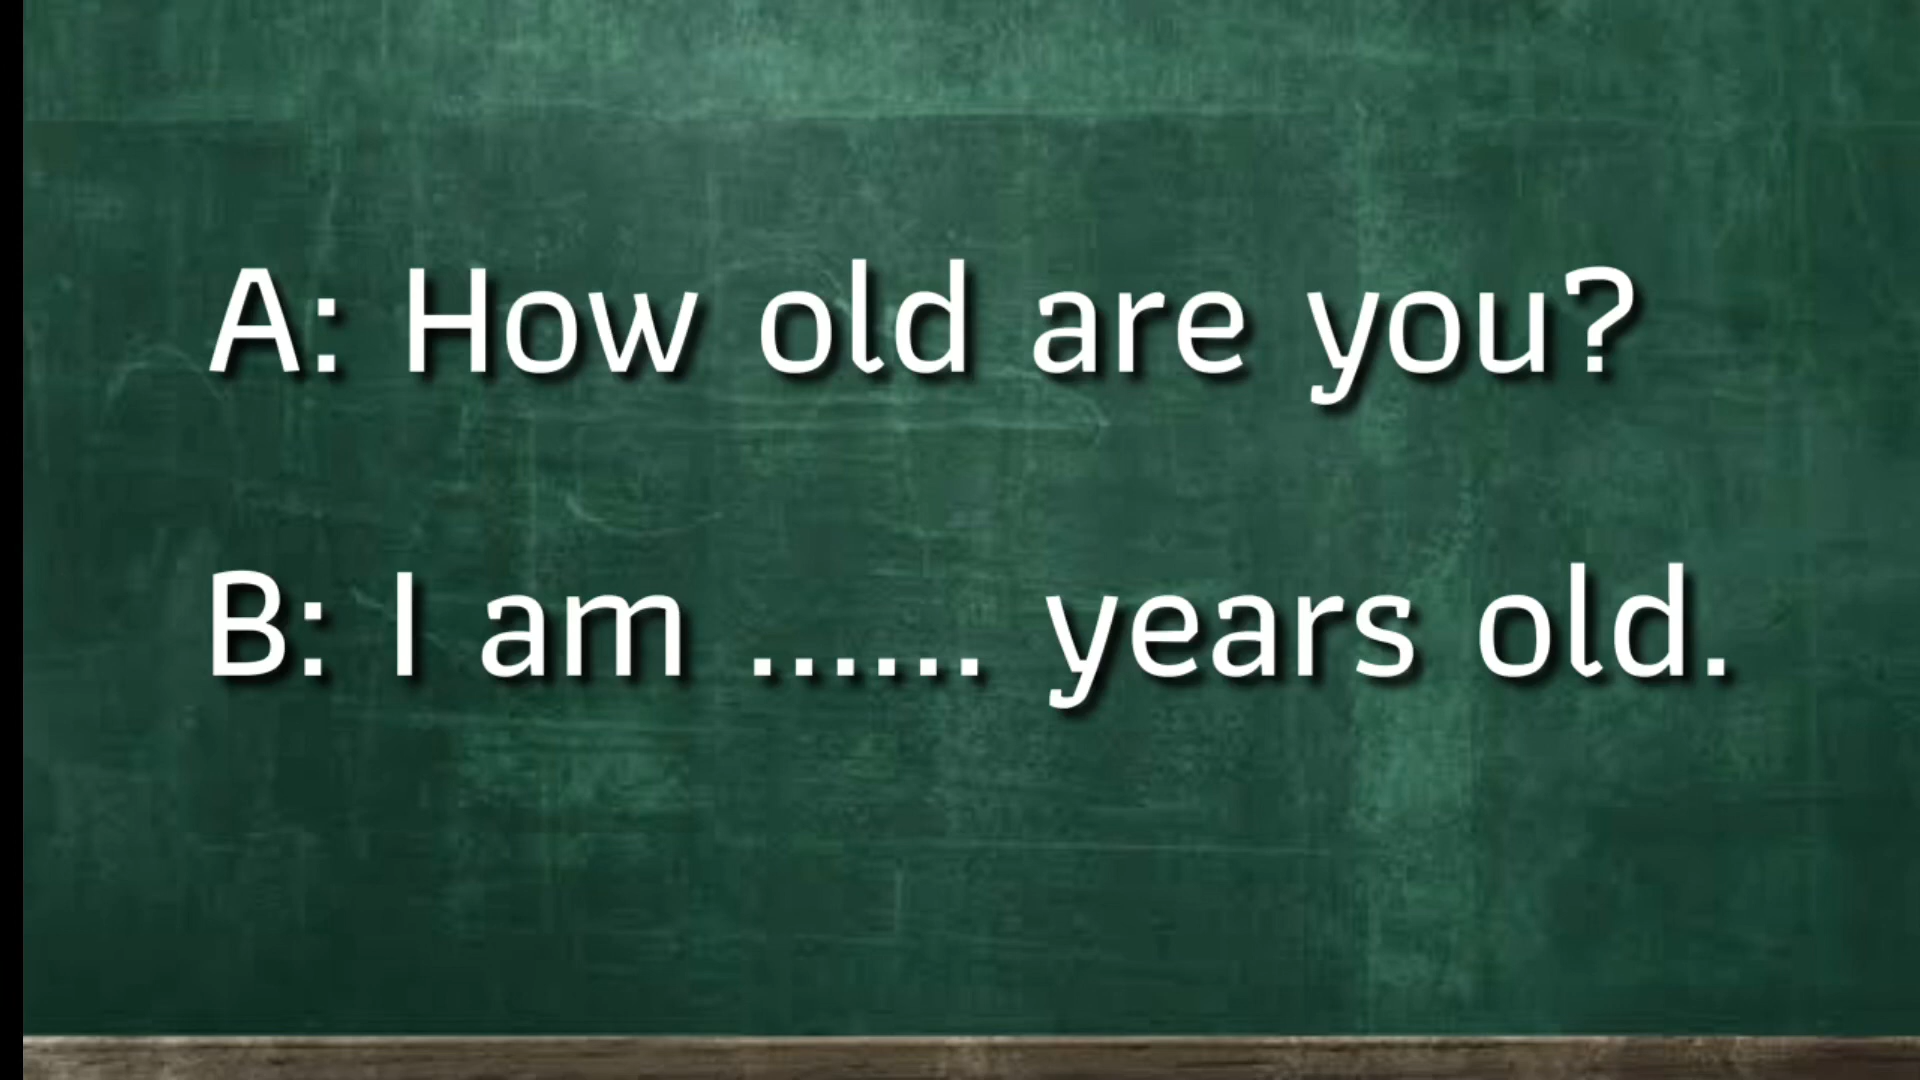 A: How old are you?
B: I am ...... years old.